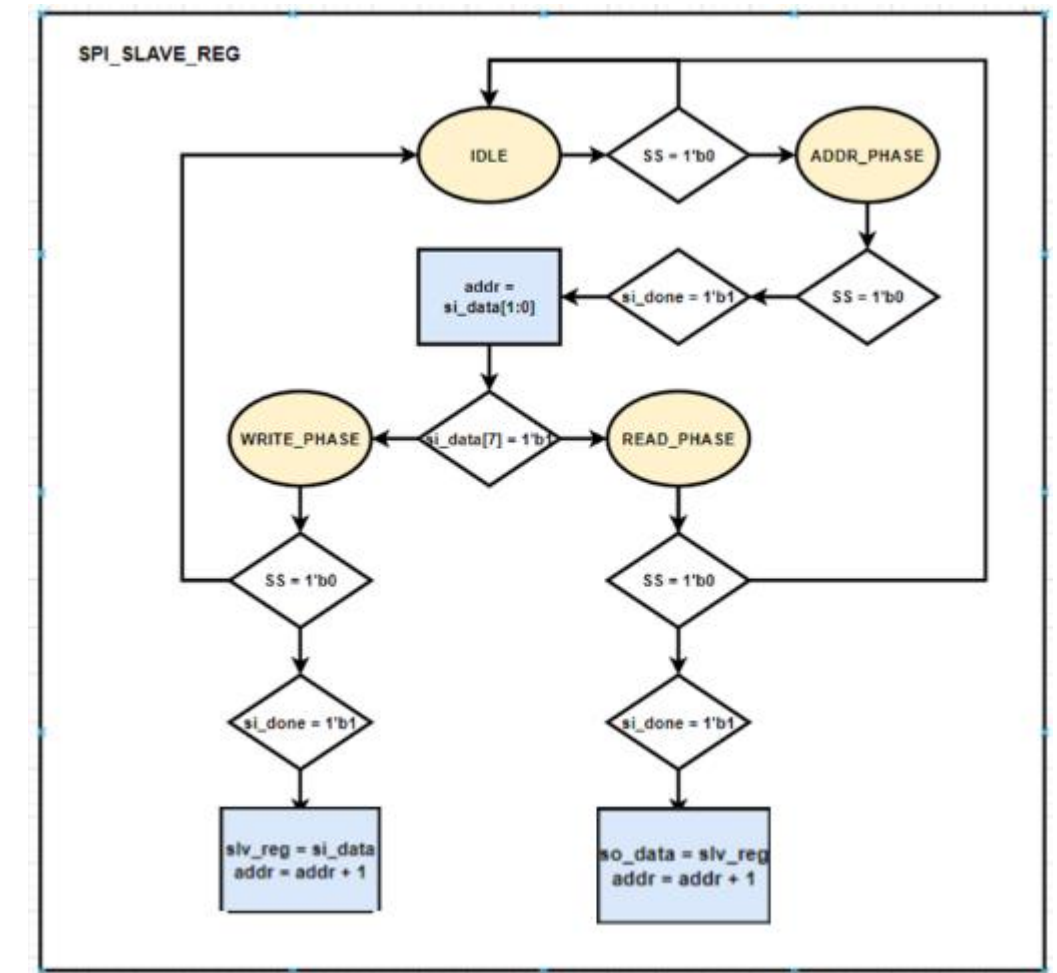 SPI_SLAVE_REG
IDLE
SS = 1'b0
ADDR_PHASE
addr =
si_data[1:0]
si_done = 1'b1
SS = 1'b0
WRITE_PHASE
si_data[7] = 1'b1
READ_PHASE
SS = 1'b0
SS = 1'b0
si_done = 1'b1
si_done = 1'b1
slv_reg = si_data
addr = addr + 1
so_data = slv_reg
addr = addr + 1